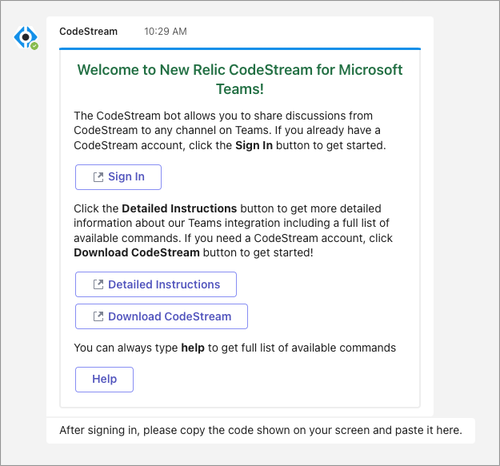 CodeStream 10:29 AM
Welcome to New Relic CodeStream for Microsoft
Teams!
The CodeStream bot allows you to share discussions from
CodeStream to any channel on Teams. If you already have a
CodeStream account, click the Sign In button to get started.
Sign In
Click the Detailed Instructions button to get more detailed
information about our Teams integration including a full list of
available commands. If you need a CodeStream account, click
Download CodeStream button to get started!
Detailed Instructions
Download CodeStream
You can always type help to get full list of available commands
Help
After signing in, please copy the code shown on your screen and paste it here.